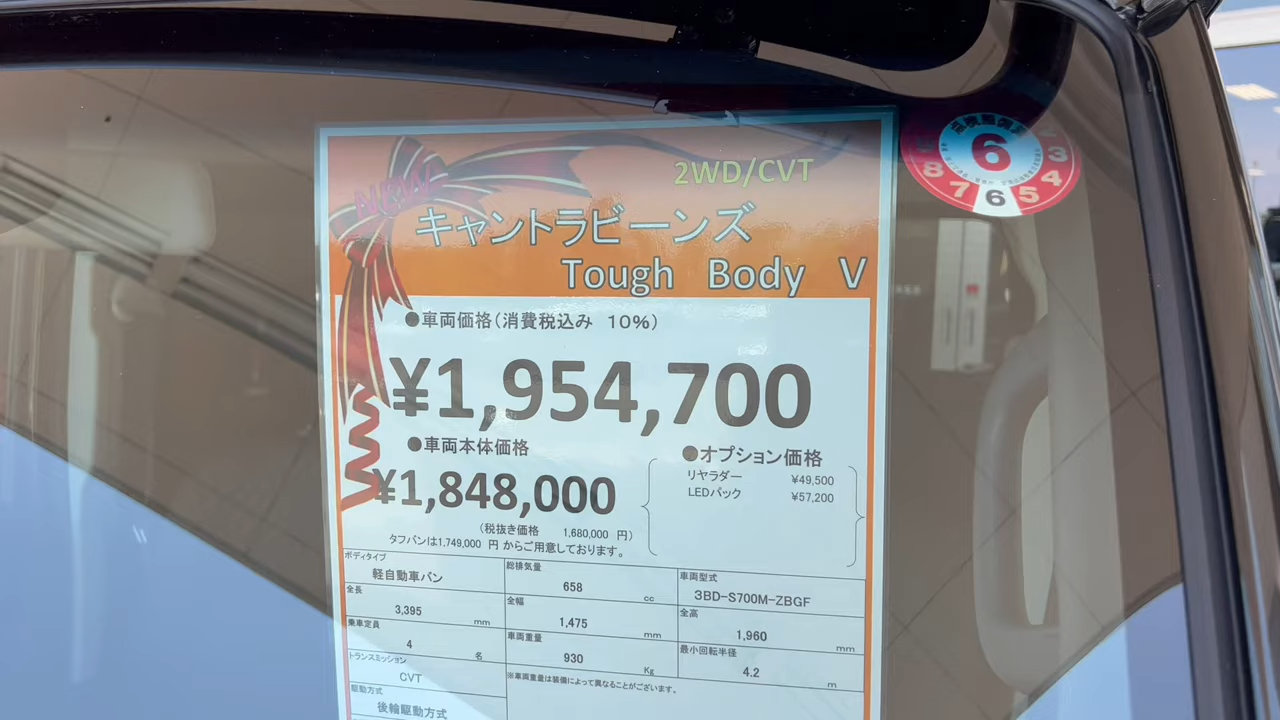 NEW
2WD/CVT
キャントラビーンズ
Tough Body V
●車両価格(消費税込み 10%)
¥1,954,700
●車両本体価格
¥1,848,000
(税抜き価格 1,680,000 円)
タフバンは1,749,000 円 からご用意しております。
●オプション価格
リヤラダー ¥49,500
LEDパック ¥57,200
ボディタイプ
軽自動車バン
総排気量
658 cc
車両型式
3BD-S700M-ZBGF
全長
3,395 mm
全幅
1,475 mm
全高
1,960 mm
乗車定員
4 名
車両重量
930 Kg
最小回転半径
4.2 m
トランスミッション
CVT
※車両重量は装備によって異なることがございます。
駆動方式
後輪駆動方式
6
3
4
5
6
7
8